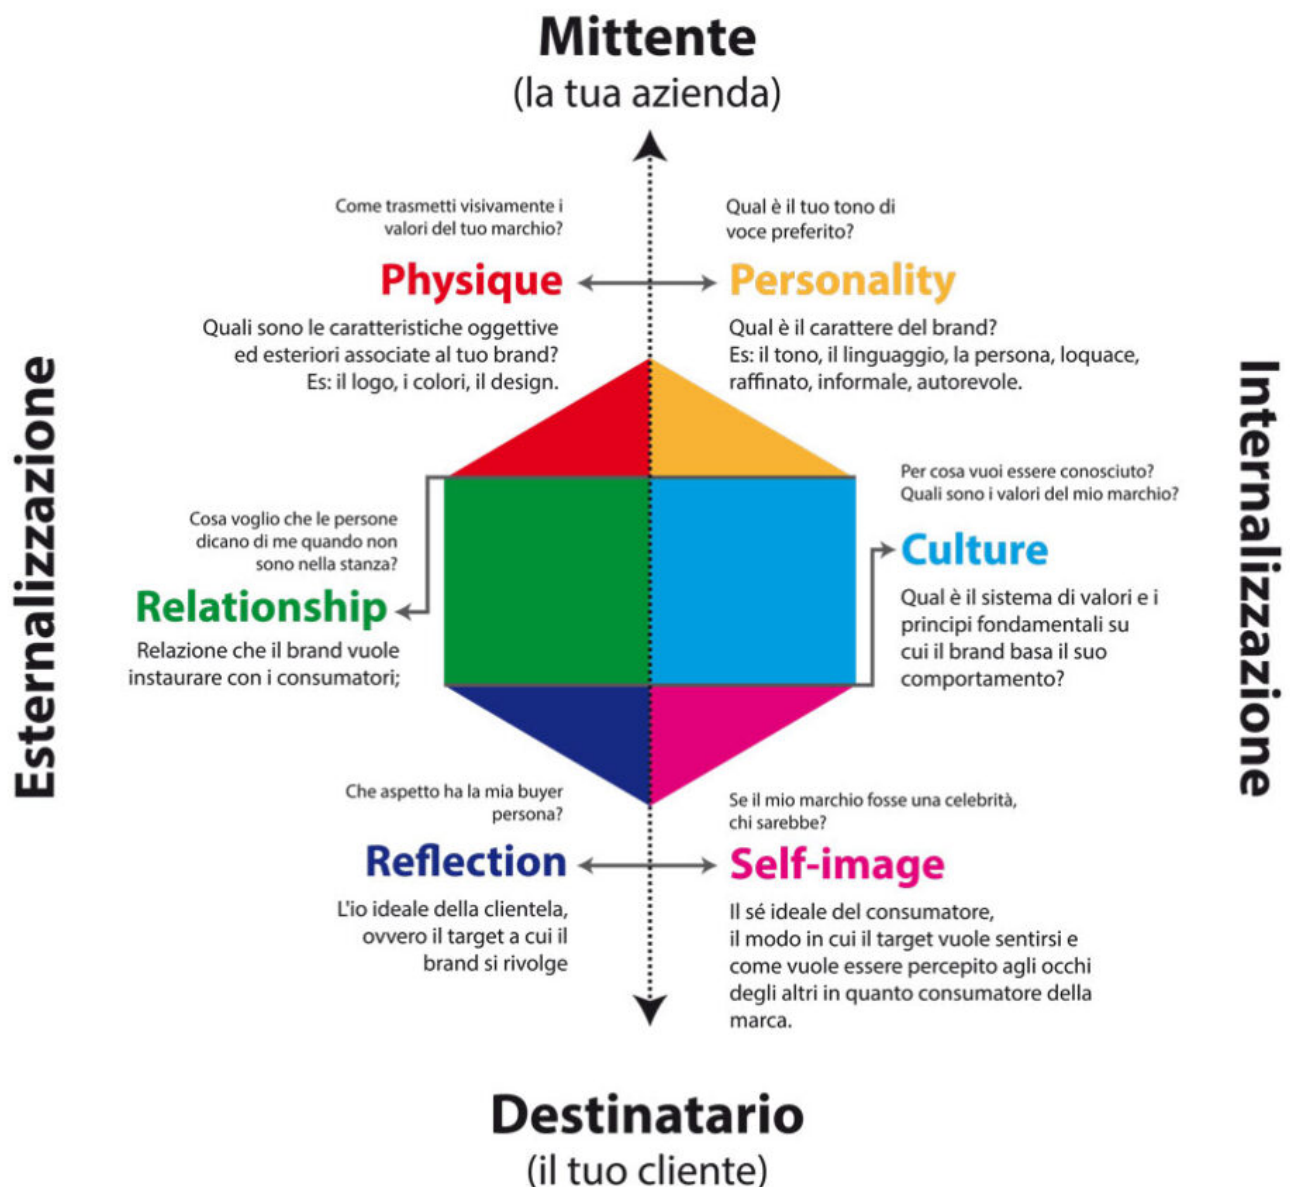 Mittente
(la tua azienda)
Come trasmetti visivamente i
valori del tuo marchio?
Physique
Quali sono le caratteristiche oggettive
ed esteriori associate al tuo brand?
Es: il logo, i colori, il design.
Qual è il tuo tono di
voce preferito?
Personality
Qual è il carattere del brand?
Es: il tono, il linguaggio, la persona, loquace,
raffinato, informale, autorevole.
Esternalizzazione
Cosa voglio che le persone
dicano di me quando non
sono nella stanza?
Relationship
Relazione che il brand vuole
instaurare con i consumatori;
Per cosa vuoi essere conosciuto?
Quali sono i valori del mio marchio?
Culture
Qual è il sistema di valori e i
principi fondamentali su
cui il brand basa il suo
comportamento?
Internalizzazione
Che aspetto ha la mia buyer
persona?
Reflection
L'io ideale della clientela,
ovvero il target a cui il
brand si rivolge
Se il mio marchio fosse una celebrità,
chi sarebbe?
Self-image
Il sé ideale del consumatore,
il modo in cui il target vuole sentirsi e
come vuole essere percepito agli occhi
degli altri in quanto consumatore della
marca.
Destinatario
(il tuo cliente)